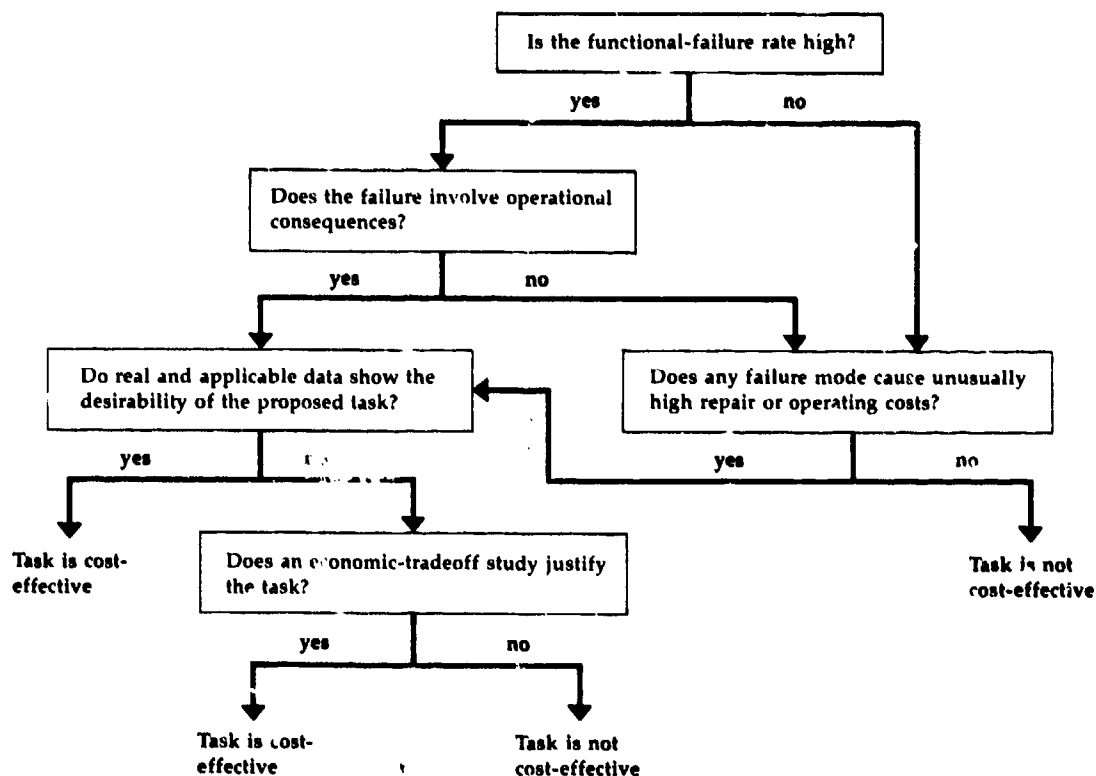 Is the functional-failure rate high?
yes
no
Does the failure involve operational
consequences?
yes
no
Do real and applicable data show the
desirability of the proposed task?
Does any failure mode cause unusually
high repair or operating costs?
yes
yes
no
Task is cost-
effective
Does an economic-tradeoff study justify
the task?
Task is not
cost-effective
yes
no
Task is cost-
effective
Task is not
cost-effective